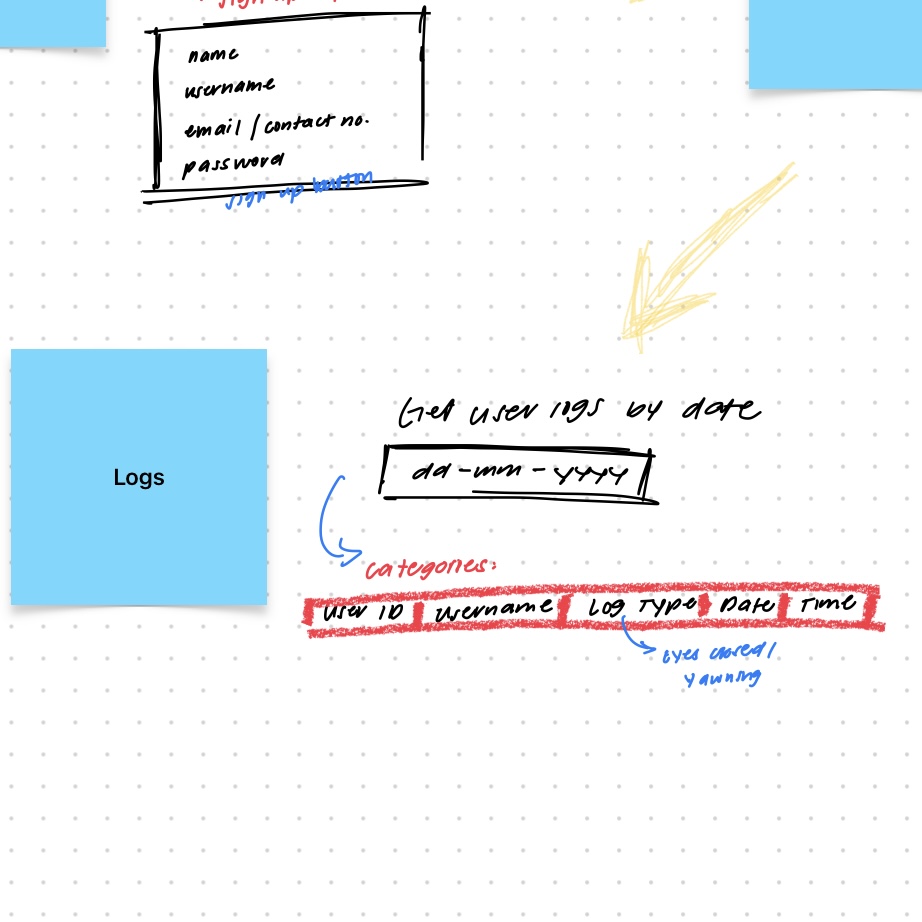 name
username
email / contact no.
password
sign up button
Get user logs by date
dd-mm-yyyy
Logs
categories:
User ID Username Log Type Date Time
Eyes closed/
Yawning